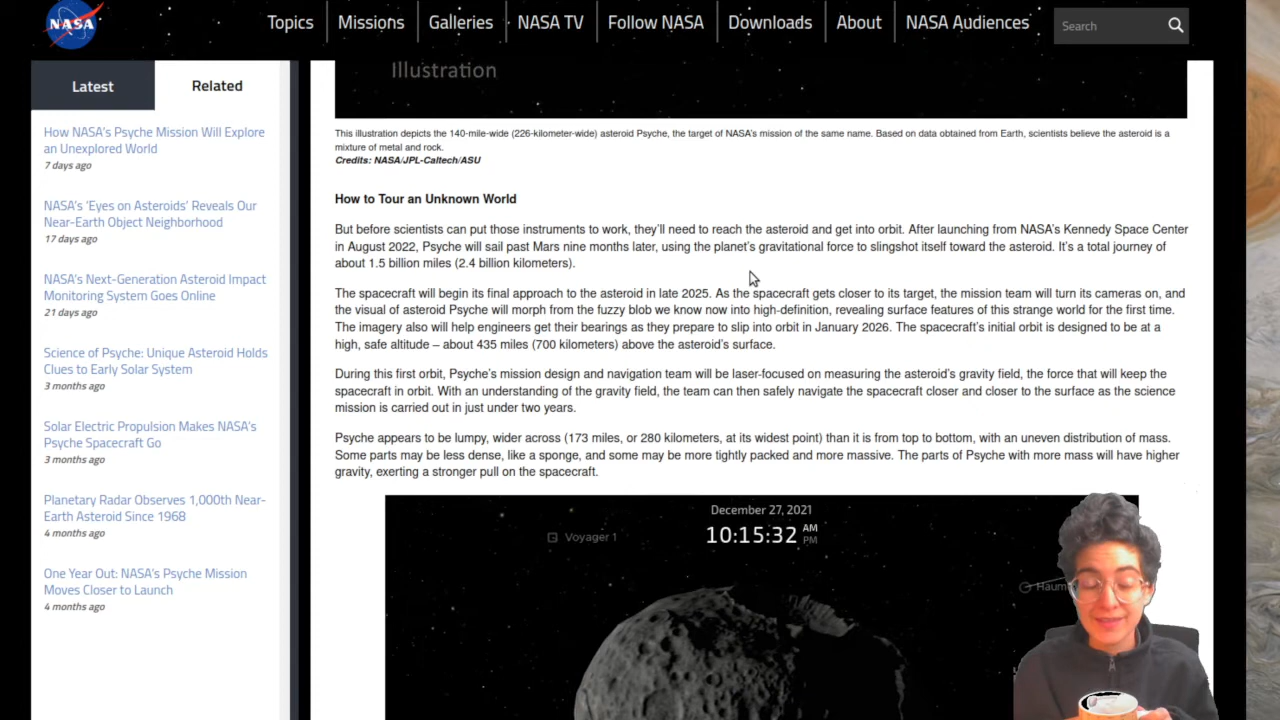 NASA
Topics
Missions
Galleries
NASA TV
Follow NASA
Downloads
About
NASA Audiences
Search
Latest
Related
How NASA's Psyche Mission Will Explore
an Unexplored World
7 days ago
NASA's 'Eyes on Asteroids' Reveals Our
Near-Earth Object Neighborhood
17 days ago
NASA's Next-Generation Asteroid Impact
Monitoring System Goes Online
21 days ago
Science of Psyche: Unique Asteroid Holds
Clues to Early Solar System
3 months ago
Solar Electric Propulsion Makes NASA's
Psyche Spacecraft Go
3 months ago
Planetary Radar Observes 1,000th Near-
Earth Asteroid Since 1968
4 months ago
One Year Out: NASA's Psyche Mission
Moves Closer to Launch
4 months ago
Illustration
This illustration depicts the 140-mile-wide (226-kilometer-wide) asteroid Psyche, the target of NASA's mission of the same name. Based on data obtained from Earth, scientists believe the asteroid is a
mixture of metal and rock.
Credits: NASA/JPL-Caltech/ASU
How to Tour an Unknown World
But before scientists can put those instruments to work, they'll need to reach the asteroid and get into orbit. After launching from NASA's Kennedy Space Center
in August 2022, Psyche will sail past Mars nine months later, using the planet's gravitational force to slingshot itself toward the asteroid. It's a total journey of
about 1.5 billion miles (2.4 billion kilometers).
The spacecraft will begin its final approach to the asteroid in late 2025. As the spacecraft gets closer to its target, the mission team will turn its cameras on, and
the visual of asteroid Psyche will morph from the fuzzy blob we know now into high-definition, revealing surface features of this strange world for the first time.
The imagery also will help engineers get their bearings as they prepare to slip into orbit in January 2026. The spacecraft's initial orbit is designed to be at a
high, safe altitude – about 435 miles (700 kilometers) above the asteroid's surface.
During this first orbit, Psyche's mission design and navigation team will be laser-focused on measuring the asteroid's gravity field, the force that will keep the
spacecraft in orbit. With an understanding of the gravity field, the team can then safely navigate the spacecraft closer and closer to the surface as the science
mission is carried out in just under two years.
Psyche appears to be lumpy, wider across (173 miles, or 280 kilometers, at its widest point) than it is from top to bottom, with an uneven distribution of mass.
Some parts may be less dense, like a sponge, and some may be more tightly packed and more massive. The parts of Psyche with more mass will have higher
gravity, exerting a stronger pull on the spacecraft.
December 27, 2021
10:15:32 AM
PM
Voyager 1